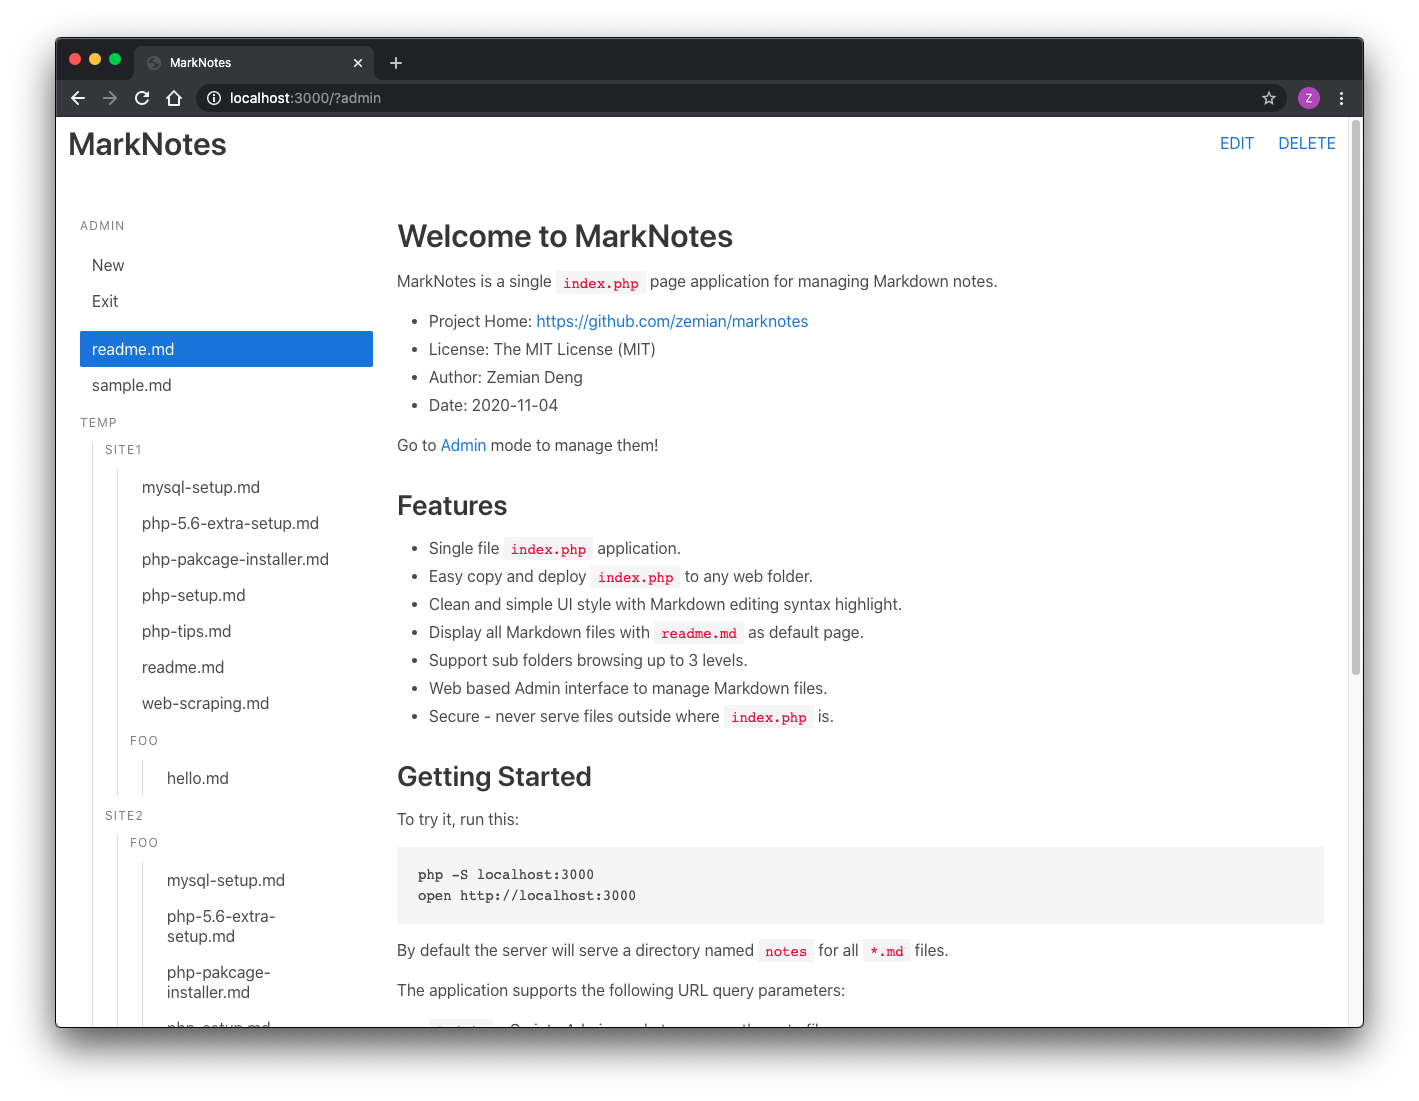 MarkNotes
localhost:3000/?admin
Z
MarkNotes
EDIT DELETE
ADMIN
New
Exit
readme.md
sample.md
TEMP
SITE1
mysql-setup.md
php-5.6-extra-setup.md
php-pakcage-installer.md
php-setup.md
php-tips.md
readme.md
web-scraping.md
FOO
hello.md
SITE2
FOO
mysql-setup.md
php-5.6-extra-
setup.md
php-pakcage-
installer.md
php-setup.md
Welcome to MarkNotes
MarkNotes is a single index.php page application for managing Markdown notes.
• Project Home: https://github.com/zemian/marknotes
• License: The MIT License (MIT)
• Author: Zemian Deng
• Date: 2020-11-04
Go to Admin mode to manage them!
Features
• Single file index.php application.
• Easy copy and deploy index.php to any web folder.
• Clean and simple UI style with Markdown editing syntax highlight.
• Display all Markdown files with readme.md as default page.
• Support sub folders browsing up to 3 levels.
• Web based Admin interface to manage Markdown files.
• Secure - never serve files outside where index.php is.
Getting Started
To try it, run this:
php -S localhost:3000
open http://localhost:3000
By default the server will serve a directory named notes for all *.md files.
The application supports the following URL query parameters: